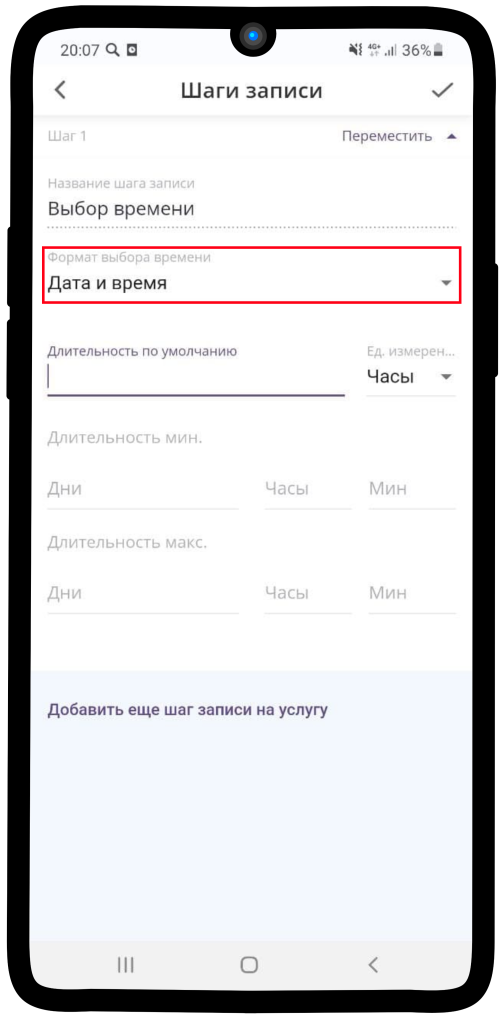 20:07
4G+
36%
Шаги записи
Шаг 1
Переместить
Название шага записи
Выбор времени
Формат выбора времени
Дата и время
Длительность по умолчанию
Ед. измерен...
Часы
Длительность мин.
Дни
Часы
Мин
Длительность макс.
Дни
Часы
Мин
Добавить еще шаг записи на услугу